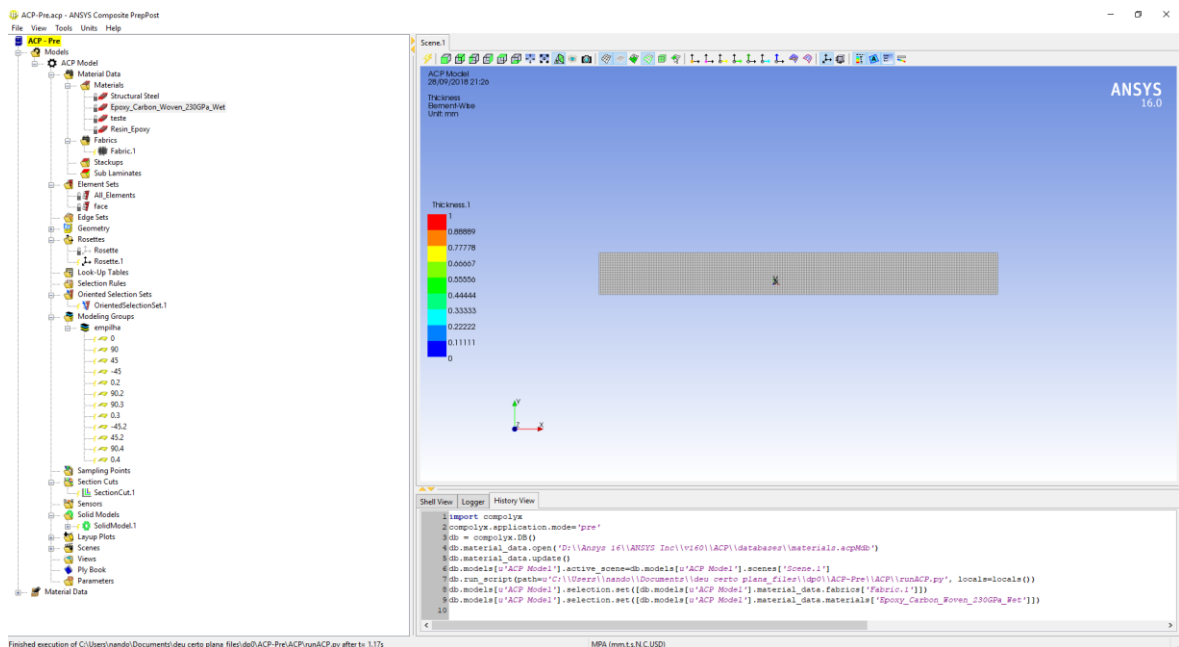 ACP-Pre.acp - ANSYS Composite PrepPost
File View Tools Units Help
ACP - Pre
Models
ACP Model
Material Data
Materials
Structural Steel
Epoxy_Carbon_Woven_230GPa_Wet
teste
Resin_Epoxy
Fabrics
Fabric.1
Stackups
Sub Laminates
Element Sets
All_Elements
face
Edge Sets
Geometry
Rosettes
Rosette
Rosette.1
Look-Up Tables
Selection Rules
Oriented Selection Sets
OrientedSelectionSet.1
Modeling Groups
empilha
0
90
45
-45
0.2
90.2
90.3
0.3
-45.2
45.2
90.4
0.4
Sampling Points
Section Cuts
SectionCut.1
Sensors
Solid Models
SolidModel.1
Layup Plots
Scenes
Views
Ply Book
Parameters
Material Data
Scene.1
ACP Model
28/09/2018 21:26
Thickness
Element-Wise
Unit: mm
ANSYS
16.0
Thickness.1
1
0.88889
0.77778
0.66667
0.55556
0.44444
0.33333
0.22222
0.11111
0
y
z x
Shell View Logger History View
1 import compolyx
2 compolyx.application.mode='pre'
3 db = compolyx.DB()
4 db.material_data.open('D:\\Ansys 16\\ANSYS Inc\\v160\\ACP\\databases\\materials.acpMdb')
5 db.material_data.update()
6 db.models[u'ACP Model'].active_scene=db.models[u'ACP Model'].scenes['Scene.1']
7 db.run_script(path=u'C:\\Users\\nando\\Documents\\deu certo plana_files\\dp0\\ACP-Pre\\ACP\\runACP.py', locals=locals())
8 db.models[u'ACP Model'].selection.set([db.models[u'ACP Model'].material_data.fabrics['Fabric.1']])
9 db.models[u'ACP Model'].selection.set([db.models[u'ACP Model'].material_data.materials['Epoxy_Carbon_Woven_230GPa_Wet']])
10
Finished execution of C:\Users\nando\Documents\deu certo plana_files\dp0\ACP-Pre\ACP\runACP.py after t= 1.17s
MPA (mm,t,s,N,C,USD)